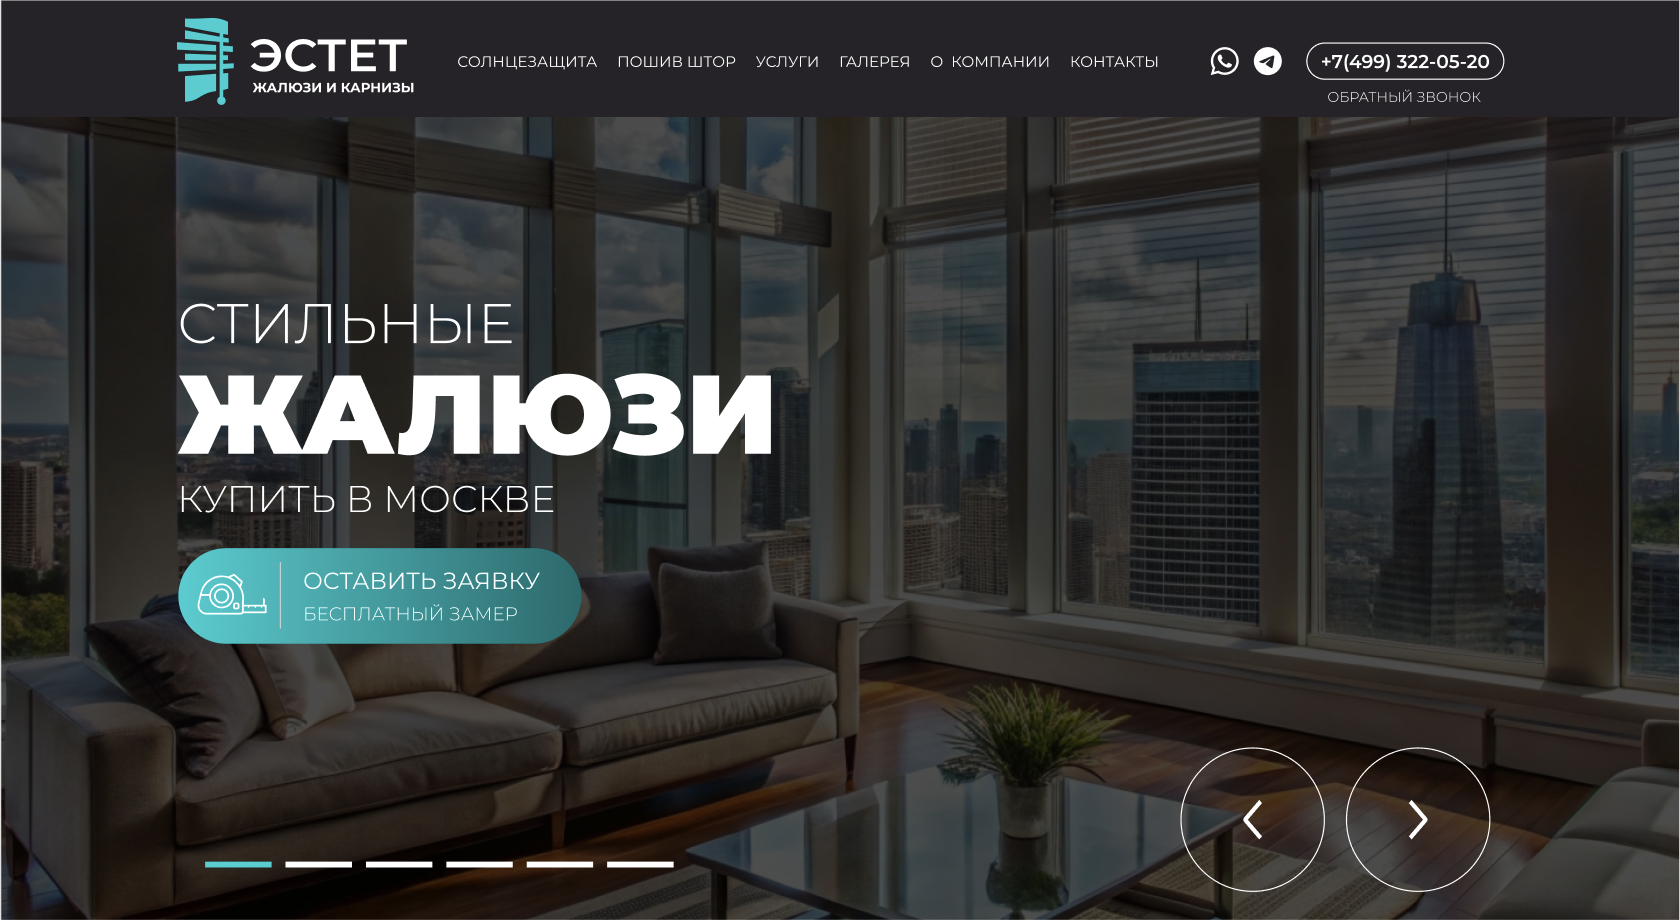 ЭСТЕТ
ЖАЛЮЗИ И КАРНИЗЫ
СОЛНЦЕЗАЩИТА ПОШИВ ШТОР УСЛУГИ ГАЛЕРЕЯ О КОМПАНИИ КОНТАКТЫ
+7(499) 322-05-20
ОБРАТНЫЙ ЗВОНОК
СТИЛЬНЫЕ
ЖАЛЮЗИ
КУПИТЬ В МОСКВЕ
ОСТАВИТЬ ЗАЯВКУ
БЕСПЛАТНЫЙ ЗАМЕР